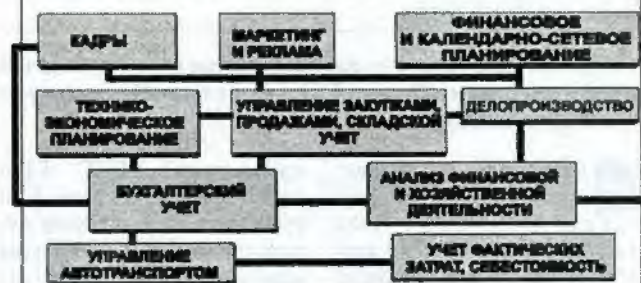 КАДРЫ
МАРКЕТИНГ
И РЕКЛАМА
ФИНАНСОВОЕ
И КАЛЕНДАРНО-СЕТЕВОЕ
ПЛАНИРОВАНИЕ
ТЕХНИКО-
ЭКОНОМИЧЕСКОЕ
ПЛАНИРОВАНИЕ
УПРАВЛЕНИЕ ЗАКУПКАМИ,
ПРОДАЖАМИ, СКЛАДСКОЙ
УЧЕТ
ДЕЛОПРОИЗВОДСТВО
БУХГАЛТЕРСКИЙ
УЧЕТ
АНАЛИЗ ФИНАНСОВОЙ
И ХОЗЯЙСТВЕННОЙ
ДЕЯТЕЛЬНОСТИ
УПРАВЛЕНИЕ
АВТОТРАНСПОРТОМ
УЧЕТ ФАКТИЧЕСКИХ
ЗАТРАТ, СЕБЕСТОИМОСТЬ